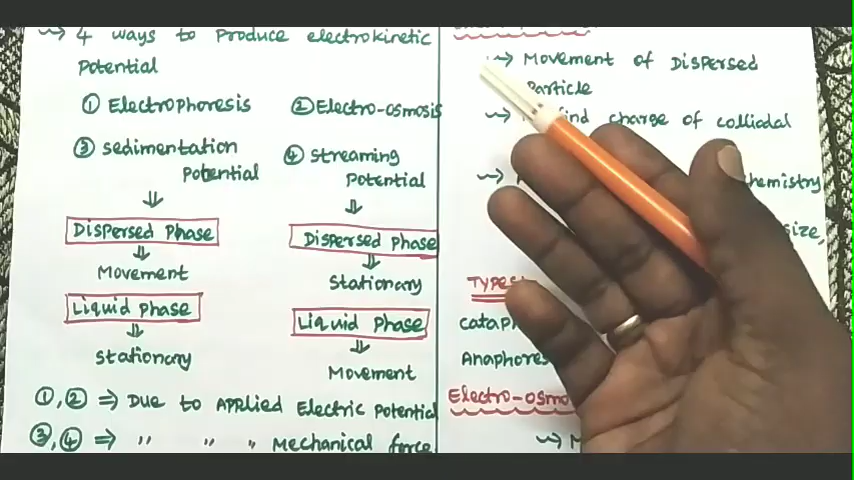 4 ways to Produce electrokinetic
Potential
① Electrophoresis ② Electro-osmosis
③ sedimentation
Potential
④ streaming
Potential
Dispersed Phase
Movement
Liquid Phase
Stationary
Dispersed phase
Stationary
Liquid Phase
Movement
①,② ⇒ Due to Applied Electric Potential
③,④ ⇒ " " " Mechanical force
Movement of Dispersed
Particle
find charge of colloidal
hemistry
size,
Types
Cataph
Anaphores
Electro-osmo